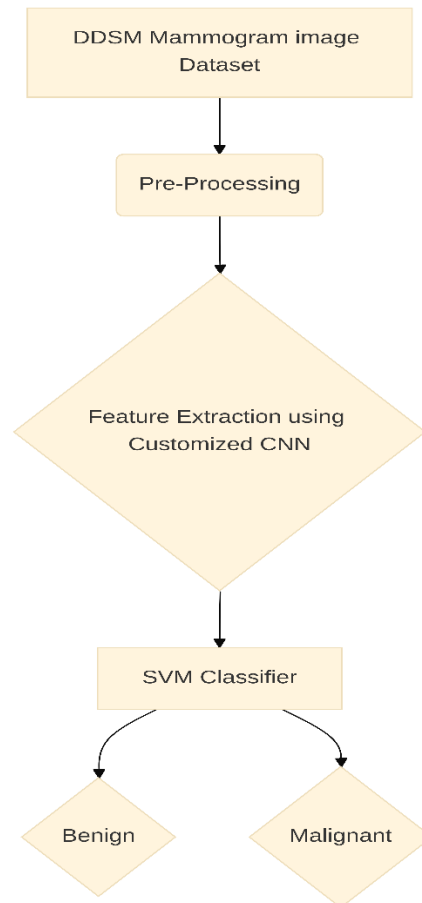 DDSM Mammogram image
Dataset
Pre-Processing
Feature Extraction using
Customized CNN
SVM Classifier
Benign
Malignant